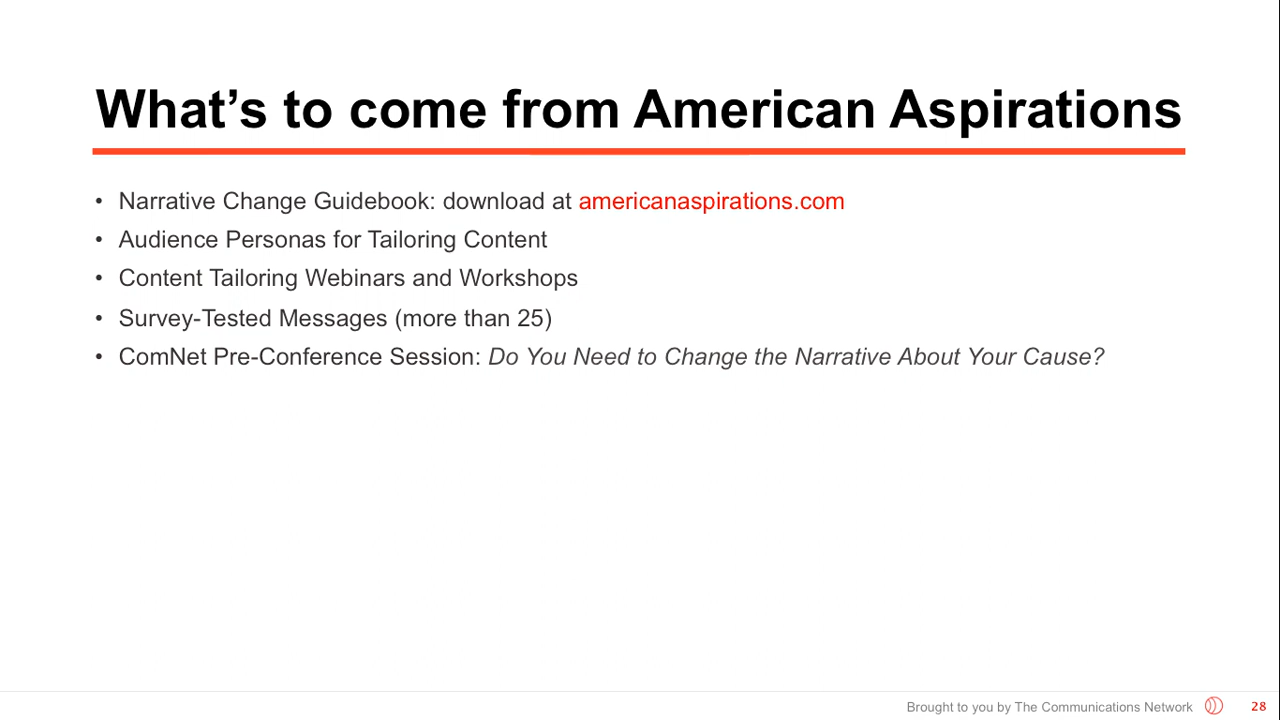 What’s to come from American Aspirations
• Narrative Change Guidebook: download at americanaspirations.com
• Audience Personas for Tailoring Content
• Content Tailoring Webinars and Workshops
• Survey-Tested Messages (more than 25)
• ComNet Pre-Conference Session: Do You Need to Change the Narrative About Your Cause?
Brought to you by The Communications Network 28